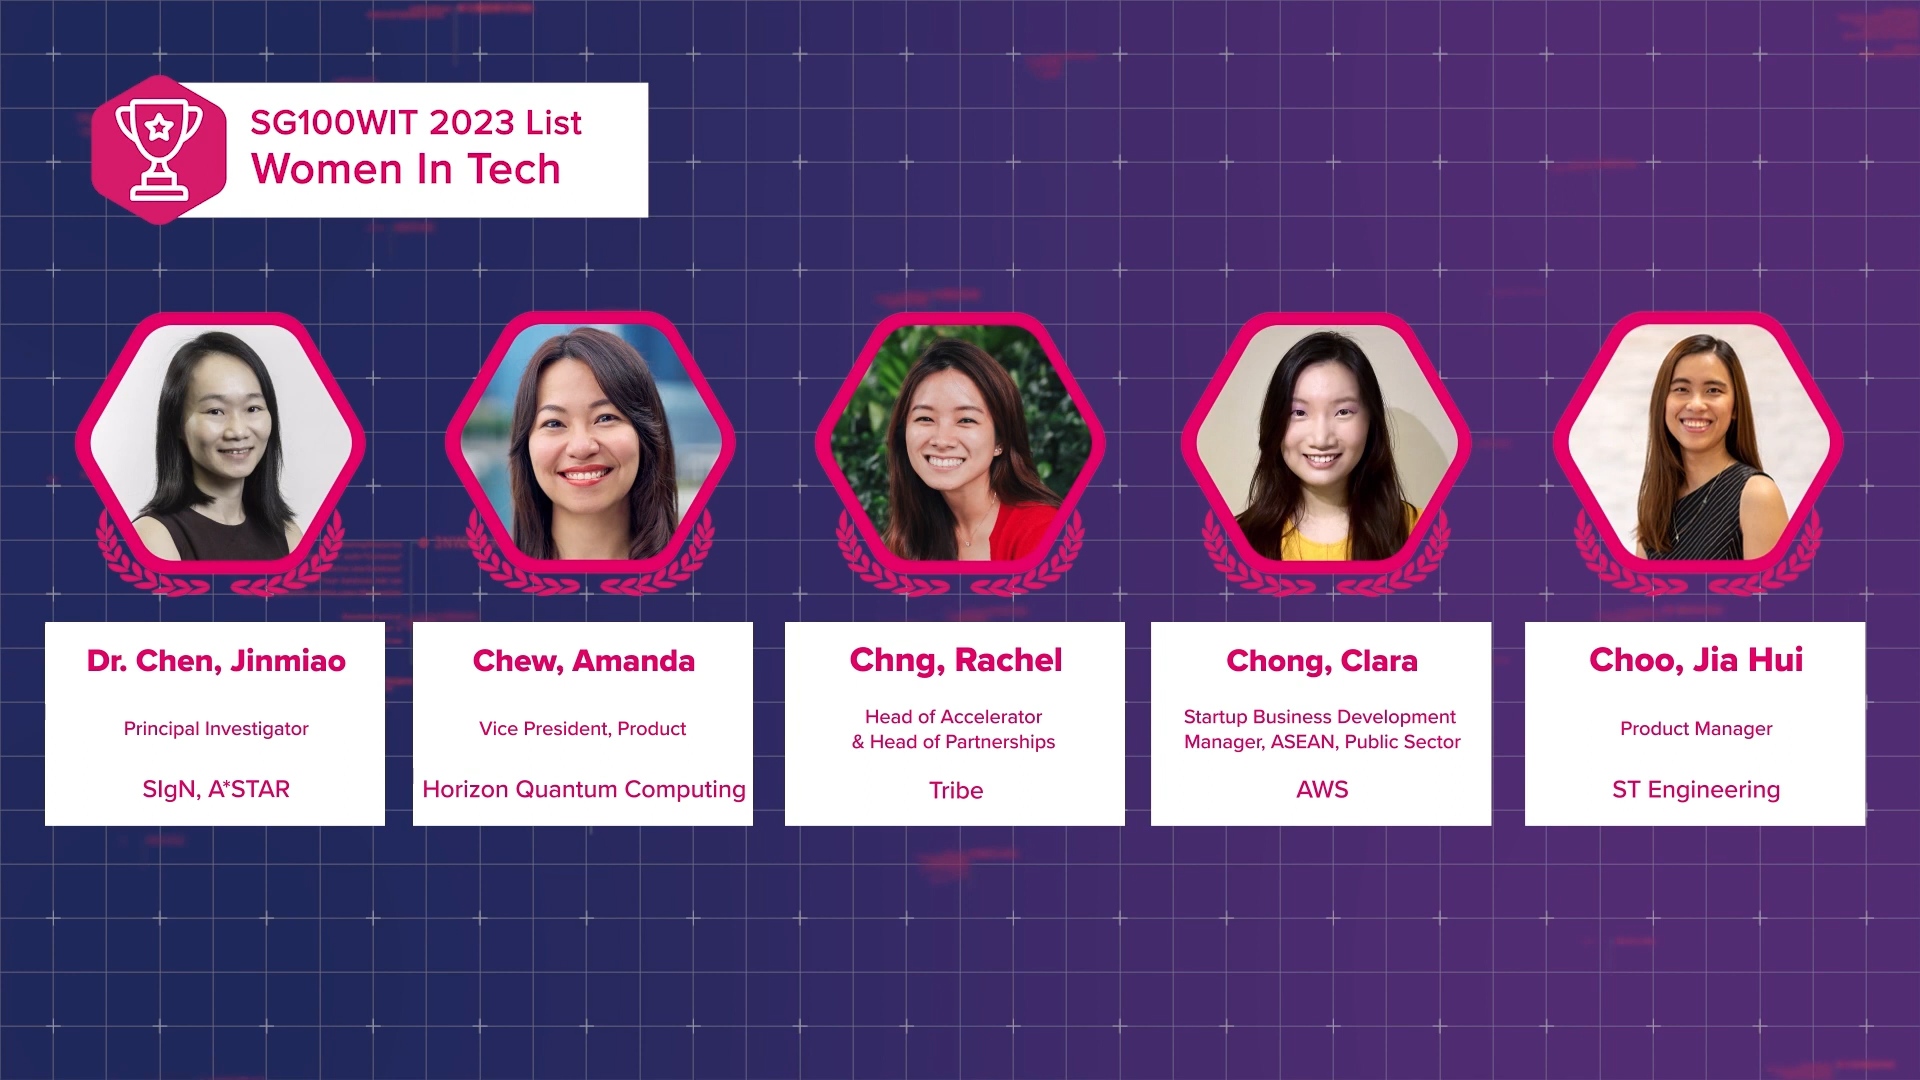 SG100WIT 2023 List
Women In Tech
Dr. Chen, Jinmiao
Principal Investigator
SIgN, A*STAR
Chew, Amanda
Vice President, Product
Horizon Quantum Computing
Chng, Rachel
Head of Accelerator
& Head of Partnerships
Tribe
Chong, Clara
Startup Business Development
Manager, ASEAN, Public Sector
AWS
Choo, Jia Hui
Product Manager
ST Engineering